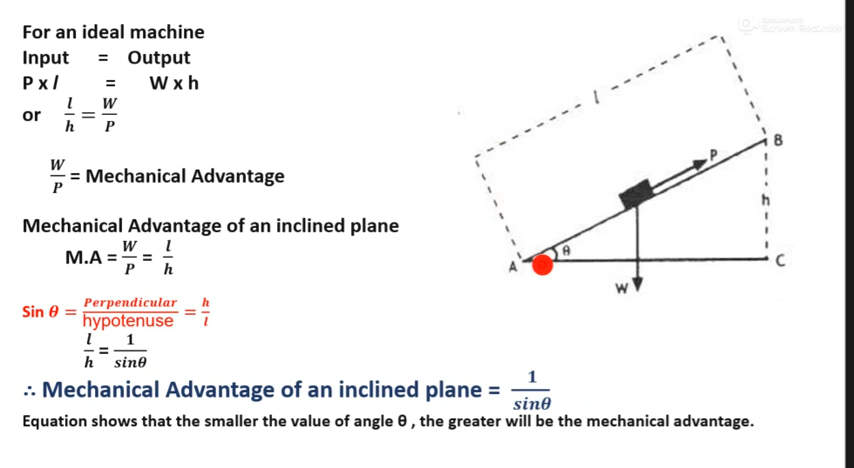 For an ideal machine
Input = Output
P x l = W x h
or l/h = W/P
W/P = Mechanical Advantage
Mechanical Advantage of an inclined plane
M.A = W/P = l/h
Sin θ = Perpendicular/hypotenuse = h/l
l/h = 1/sinθ
∴ Mechanical Advantage of an inclined plane = 1/sinθ
Equation shows that the smaller the value of angle θ , the greater will be the mechanical advantage.
l
B
P
h
θ
A
C
W